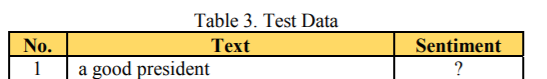 Table 3. Test Data
No. Text Sentiment
1 a good president ?